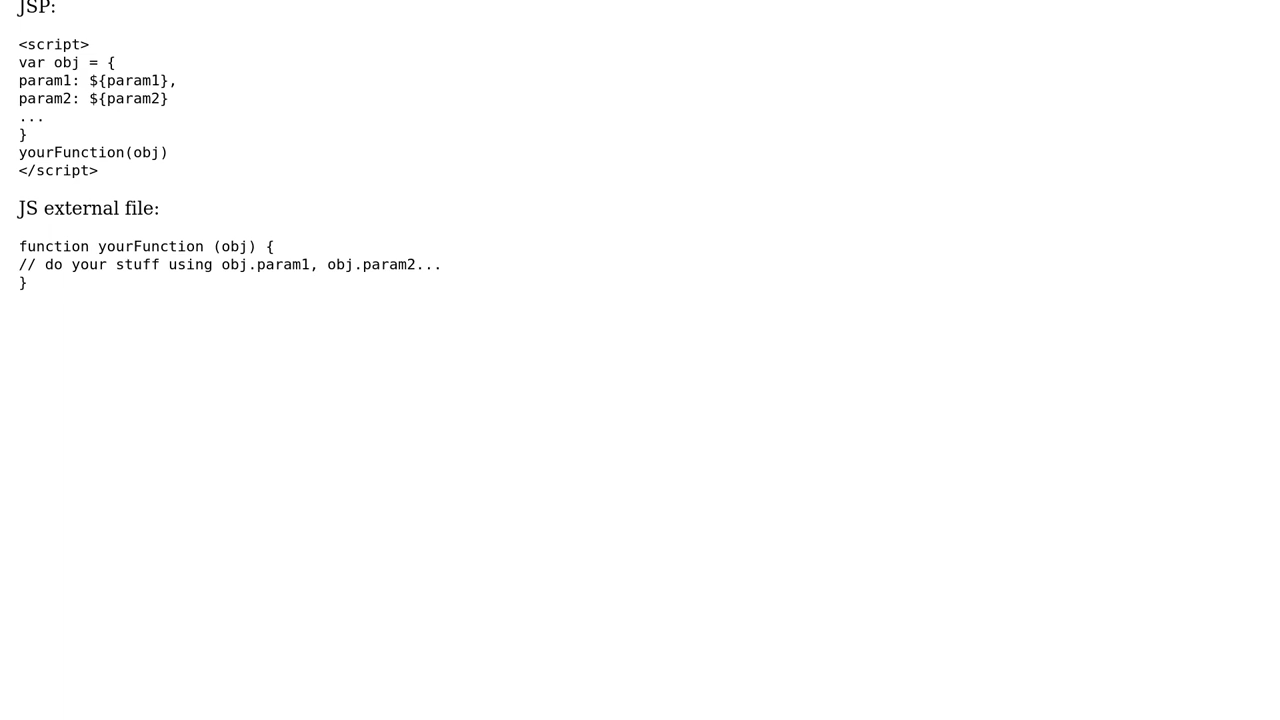 JSP:
<script>
var obj = {
param1: ${param1},
param2: ${param2}
...
}
yourFunction(obj)
</script>
JS external file:
function yourFunction (obj) {
// do your stuff using obj.param1, obj.param2...
}